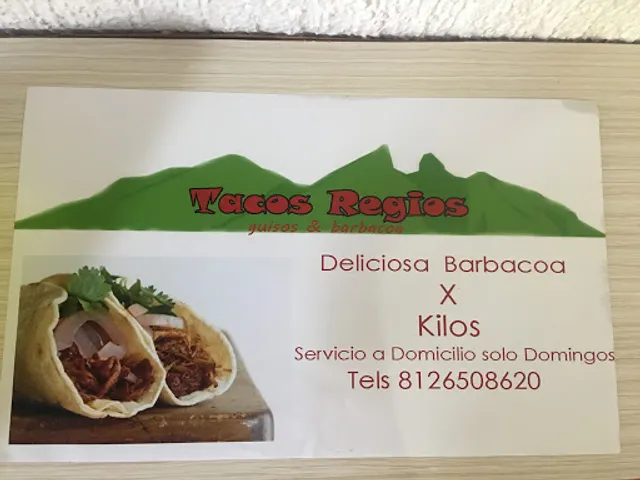 Tacos Regios
guisos & barbacoa
Deliciosa Barbacoa
X
Kilos
Servicio a Domicilio solo Domingos
Tels 8126508620